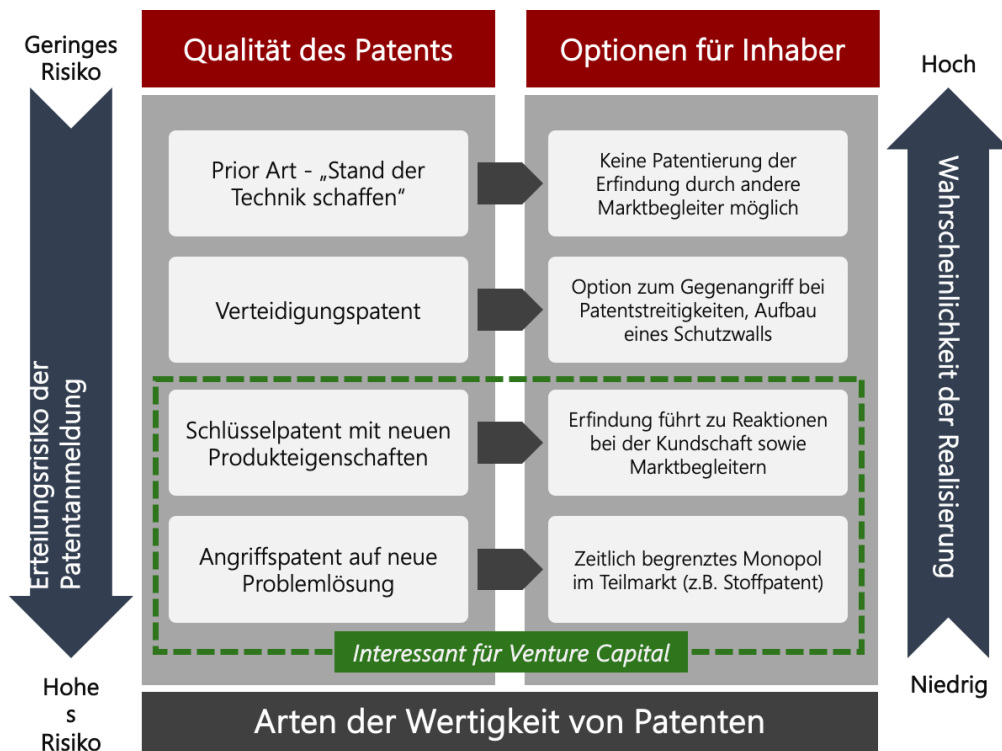 Geringes
Risiko
Qualität des Patents
Optionen für Inhaber
Hoch
Prior Art - „Stand der
Technik schaffen“
Keine Patentierung der
Erfindung durch andere
Marktbegleiter möglich
Verteidigungspatent
Option zum Gegenangriff bei
Patentstreitigkeiten, Aufbau
eines Schutzwalls
Schlüsselpatent mit neuen
Produkteigenschaften
Erfindung führt zu Reaktionen
bei der Kundschaft sowie
Marktbegleitern
Angriffspatent auf neue
Problemlösung
Zeitlich begrenztes Monopol
im Teilmarkt (z.B. Stoffpatent)
Interessant für Venture Capital
Erteilungsrisiko der
Patentanmeldung
Wahrscheinlichkeit der Realisierung
Hohe
s
Risiko
Niedrig
Arten der Wertigkeit von Patenten